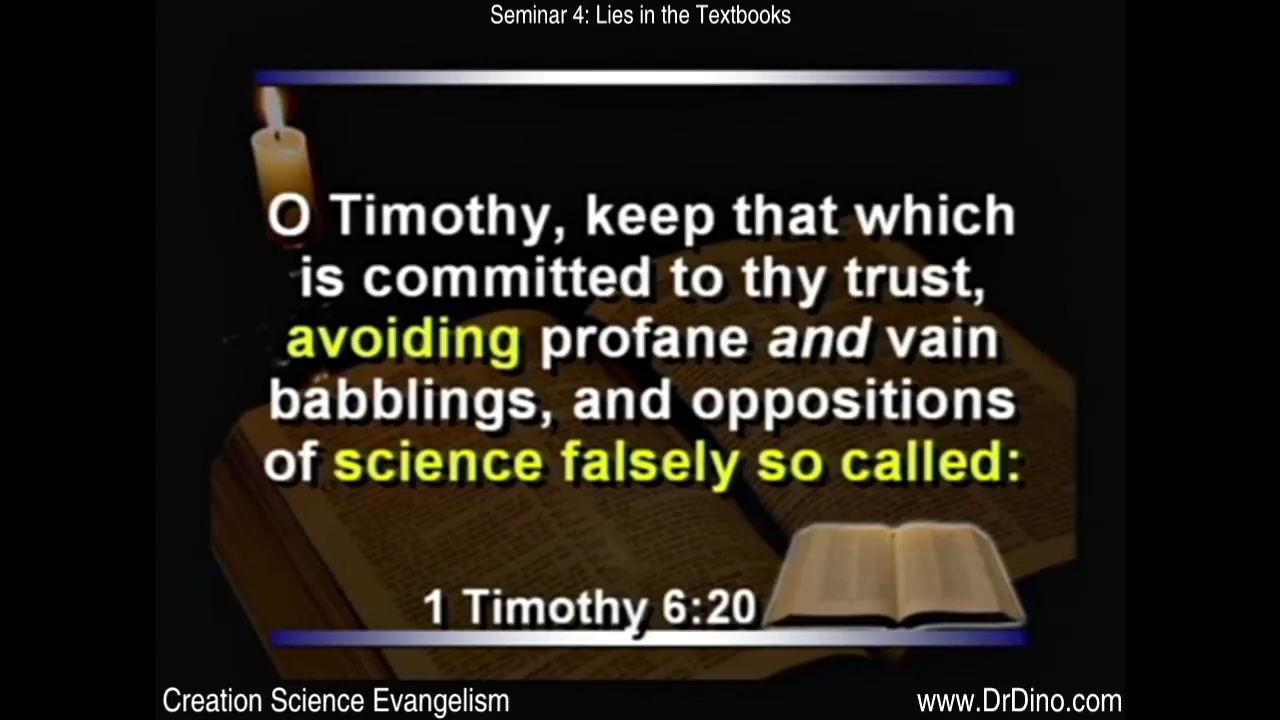 Seminar 4: Lies in the Textbooks
O Timothy, keep that which
is committed to thy trust,
avoiding profane and vain
babblings, and oppositions
of science falsely so called:
1 Timothy 6:20
Creation Science Evangelism
www.DrDino.com